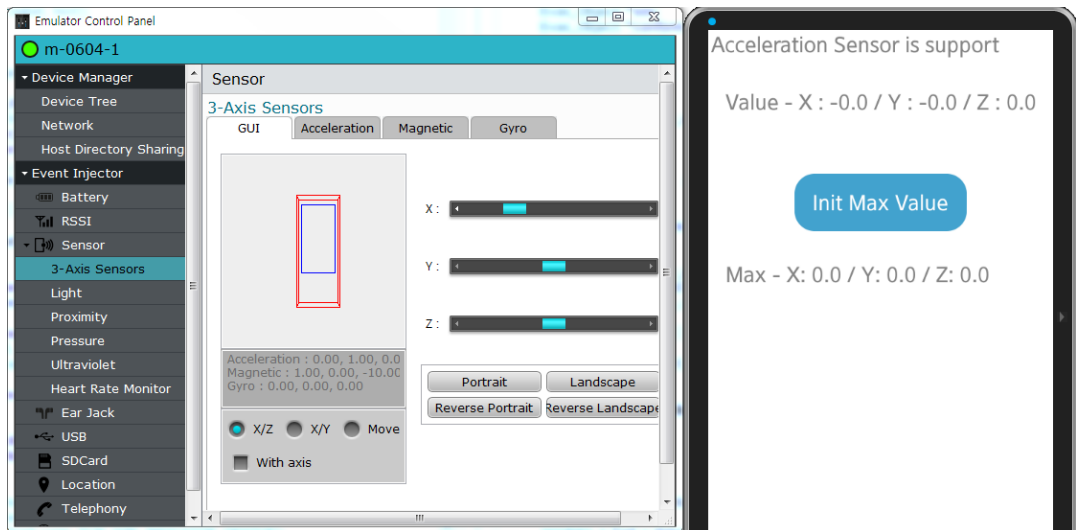 Emulator Control Panel
m-0604-1
Device Manager
Device Tree
Network
Host Directory Sharing
Event Injector
Battery
RSSI
Sensor
3-Axis Sensors
Light
Proximity
Pressure
Ultraviolet
Heart Rate Monitor
Ear Jack
USB
SDCard
Location
Telephony
Sensor
3-Axis Sensors
GUI Acceleration Magnetic Gyro
X :
Y :
Z :
Acceleration : 0.00, 1.00, 0.0
Magnetic : 1.00, 0.00, -10.00
Gyro : 0.00, 0.00, 0.00
Portrait Landscape
Reverse Portrait Reverse Landscape
X/Z X/Y Move
With axis
Acceleration Sensor is support
Value - X : -0.0 / Y : -0.0 / Z : 0.0
Init Max Value
Max - X: 0.0 / Y: 0.0 / Z: 0.0